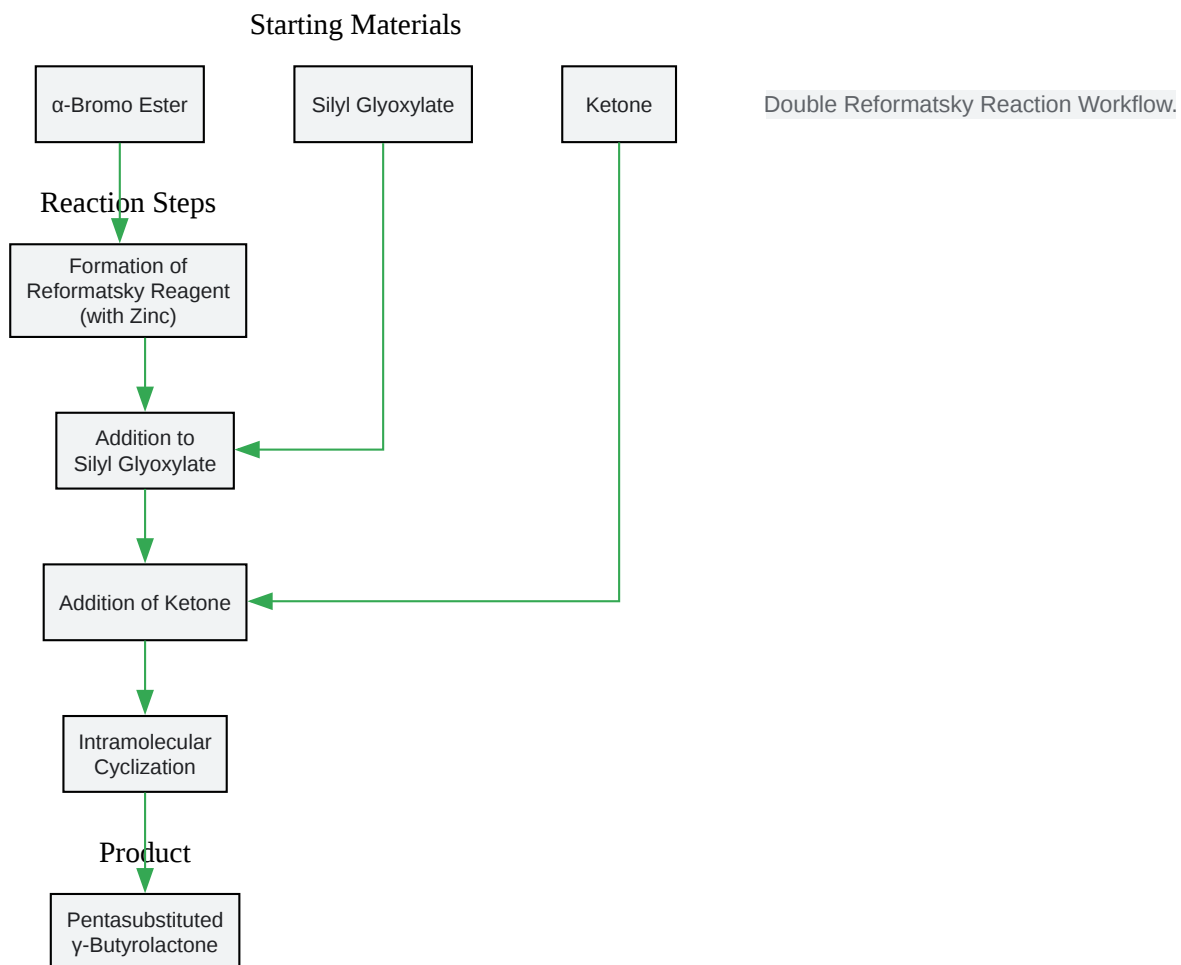 Starting Materials
α-Bromo Ester
Silyl Glyoxylate
Ketone
Double Reformatsky Reaction Workflow.
Reaction Steps
Formation of
Reformatsky Reagent
(with Zinc)
Addition to
Silyl Glyoxylate
Addition of Ketone
Intramolecular
Cyclization
Product
Pentasubstituted
γ-Butyrolactone